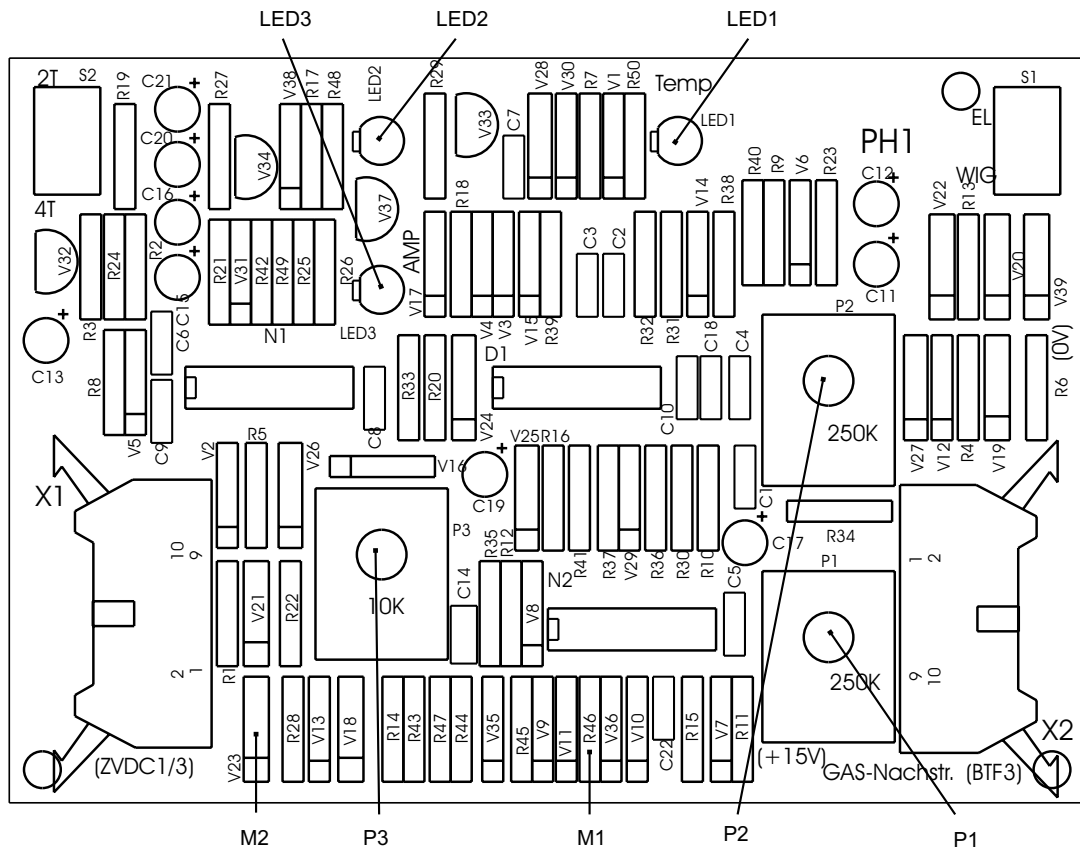 LED3 LED2 LED1
2T S2 R19 C21 + R27 V38 R17 R48 LED2 R29 V33 C7 V28 V30 R7 V1 R50 Temp LED1 EL S1
C20 + V34 PH1
4T C16 + V37 R18 V14 R38 R40 R9 V6 R23 C12 + WIG V22 R13
V32 R3 R24 R2 + C15 R21 V31 R42 R49 R25 R26 AMP V17 V4 V3 V15 R39 C3 C2 R32 R31 C11 + V20 V39
C13 + C6 N1 LED3 D1 C18 C4 P2 (0V)
R8 V5 C9 C8 R33 R20 V24 C10 250K V27 V12 R4 V19 R6
X1 V2 R5 V26 V16 C19 + V25 R16 C1
P3 R35 R12 R41 R37 V29 R36 R30 R10 C17 + R34
10 9 10K C14 N2 C5 P1 1 2
R1 V21 R22 V8
2 1 250K 9 10
V23 R28 V13 V18 R14 R43 R47 R44 V35 R45 V9 V11 R46 V36 V10 C22 R15 V7 R11 X2
(ZVDC1/3) (+15V) GAS-Nachstr. (BTF3)
M2 P3 M1 P2 P1